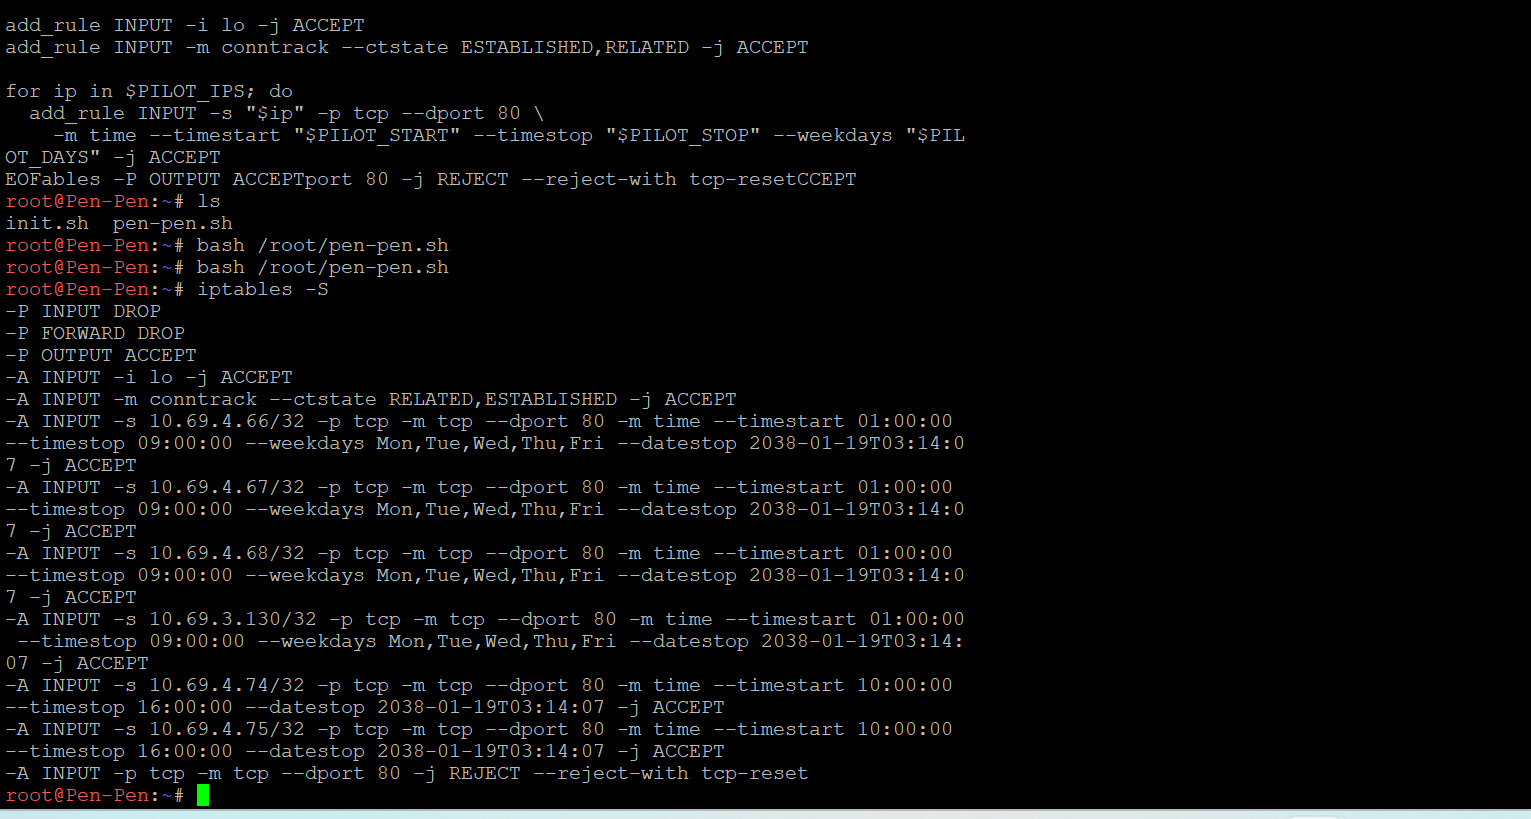 add_rule INPUT -i lo -j ACCEPT
add_rule INPUT -m conntrack --ctstate ESTABLISHED,RELATED -j ACCEPT
for ip in $PILOT_IPS; do
  add_rule INPUT -s "$ip" -p tcp --dport 80 \
    -m time --timestart "$PILOT_START" --timestop "$PILOT_STOP" --weekdays "$PIL
OT_DAYS" -j ACCEPT
EOFables -P OUTPUT ACCEPTport 80 -j REJECT --reject-with tcp-resetCCEPT
root@Pen-Pen:~# ls
init.sh  pen-pen.sh
root@Pen-Pen:~# bash /root/pen-pen.sh
root@Pen-Pen:~# bash /root/pen-pen.sh
root@Pen-Pen:~# iptables -S
-P INPUT DROP
-P FORWARD DROP
-P OUTPUT ACCEPT
-A INPUT -i lo -j ACCEPT
-A INPUT -m conntrack --ctstate RELATED,ESTABLISHED -j ACCEPT
-A INPUT -s 10.69.4.66/32 -p tcp -m tcp --dport 80 -m time --timestart 01:00:00
--timestop 09:00:00 --weekdays Mon,Tue,Wed,Thu,Fri --datestop 2038-01-19T03:14:0
7 -j ACCEPT
-A INPUT -s 10.69.4.67/32 -p tcp -m tcp --dport 80 -m time --timestart 01:00:00
--timestop 09:00:00 --weekdays Mon,Tue,Wed,Thu,Fri --datestop 2038-01-19T03:14:0
7 -j ACCEPT
-A INPUT -s 10.69.4.68/32 -p tcp -m tcp --dport 80 -m time --timestart 01:00:00
--timestop 09:00:00 --weekdays Mon,Tue,Wed,Thu,Fri --datestop 2038-01-19T03:14:0
7 -j ACCEPT
-A INPUT -s 10.69.3.130/32 -p tcp -m tcp --dport 80 -m time --timestart 01:00:00
 --timestop 09:00:00 --weekdays Mon,Tue,Wed,Thu,Fri --datestop 2038-01-19T03:14:
07 -j ACCEPT
-A INPUT -s 10.69.4.74/32 -p tcp -m tcp --dport 80 -m time --timestart 10:00:00
--timestop 16:00:00 --datestop 2038-01-19T03:14:07 -j ACCEPT
-A INPUT -s 10.69.4.75/32 -p tcp -m tcp --dport 80 -m time --timestart 10:00:00
--timestop 16:00:00 --datestop 2038-01-19T03:14:07 -j ACCEPT
-A INPUT -p tcp -m tcp --dport 80 -j REJECT --reject-with tcp-reset
root@Pen-Pen:~#